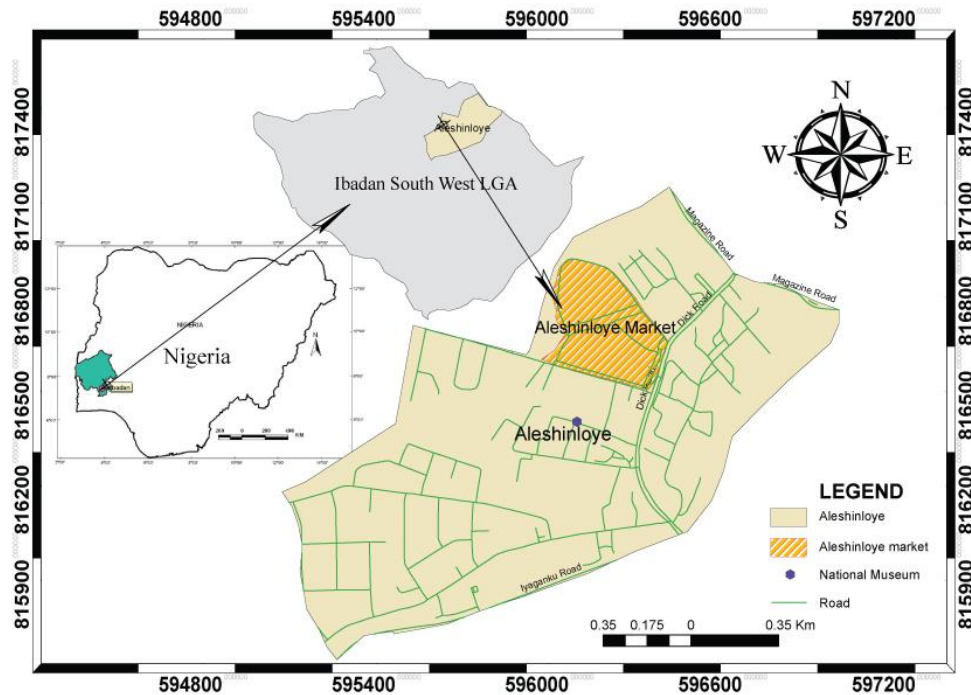 594800 595400 596000 596600 597200
817400
817100
816800
816500
816200
815900
817400
817100
816800
816500
816200
815900
N
W E
S
Aleshinloye
Ibadan South West LGA
Magazine Road
Magazine Road
Dick Road
Aleshinloye Market
NIGERIA
Nigeria
N
Ibadan
KM
Aleshinloye
Iyaganku Road
LEGEND
Aleshinloye
Aleshinloye market
National Museum
Road
0.35 0.175 0 0.35 Km
594800 595400 596000 596600 597200